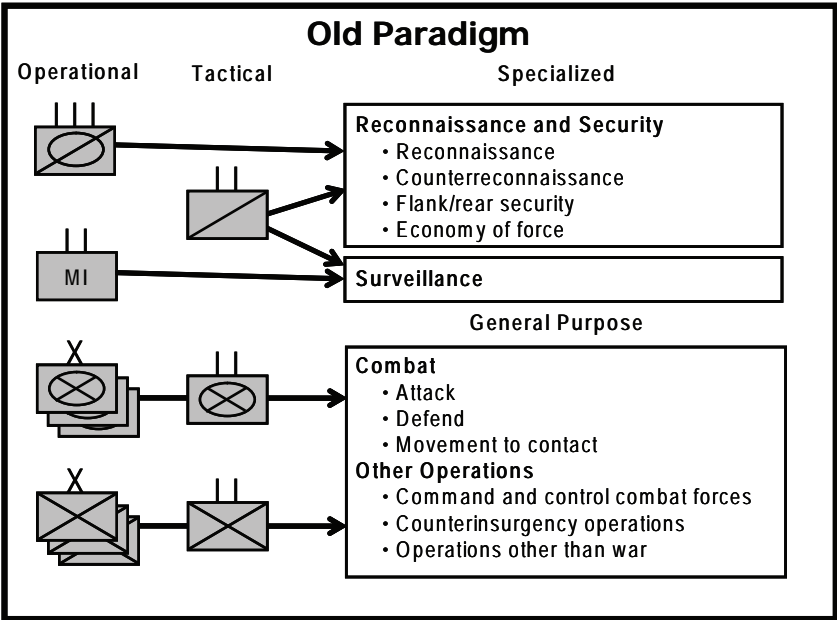 Old Paradigm
Operational Tactical Specialized
Reconnaissance and Security
• Reconnaissance
• Counterreconnaissance
• Flank/rear security
• Economy of force
MI
Surveillance
General Purpose
Combat
• Attack
• Defend
• Movement to contact
Other Operations
• Command and control combat forces
• Counterinsurgency operations
• Operations other than war